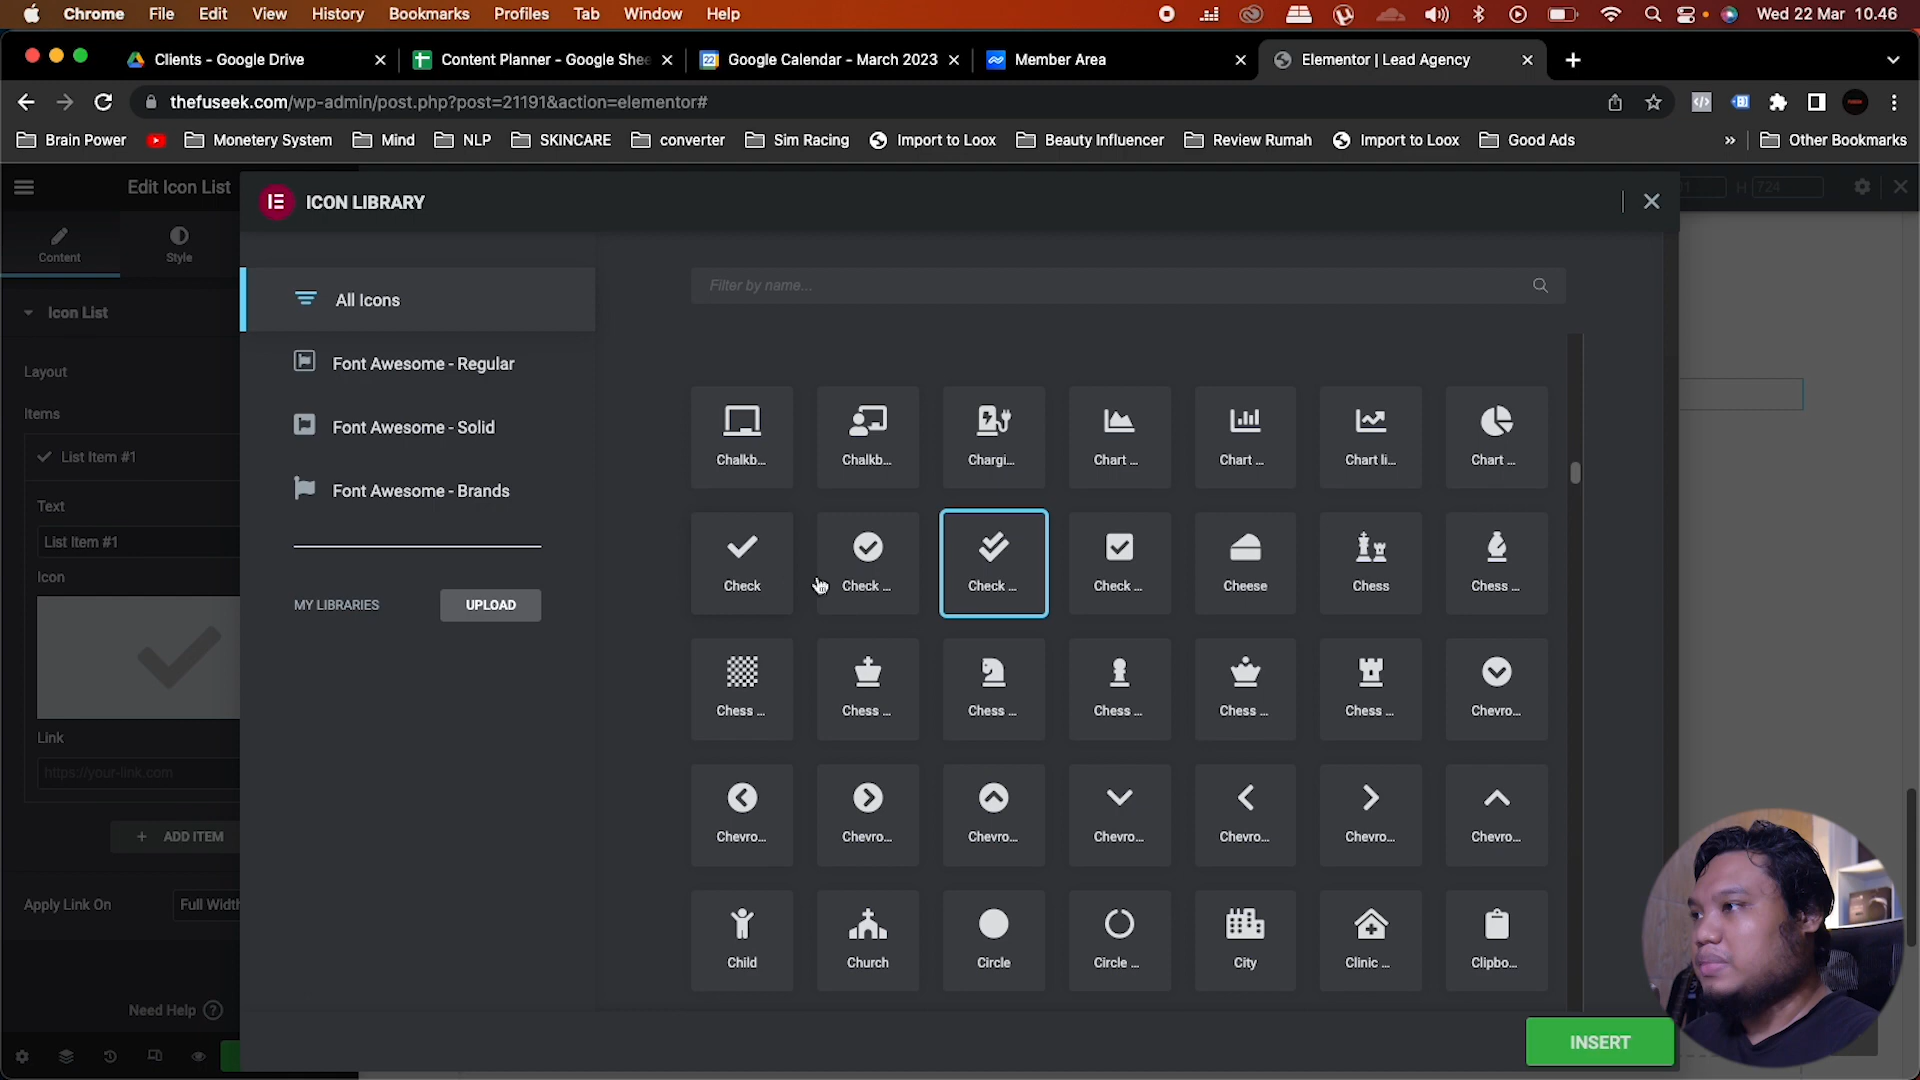 Chrome File Edit View History Bookmarks Profiles Tab Window Help Wed 22 Mar 10.46
Clients - Google Drive Content Planner - Google Shee Google Calendar - March 2023 Member Area Elementor | Lead Agency
thefuseek.com/wp-admin/post.php?post=21191&action=elementor#
Brain Power Monetery System Mind NLP SKINCARE converter Sim Racing Import to Loox Beauty Influencer Review Rumah Import to Loox Good Ads » Other Bookmarks
Edit Icon List
ICON LIBRARY
H 724
Content Style
Icon List
Layout
Items
List Item #1
Text
List Item #1
Icon
Link
https://your-link.com
+ ADD ITEM
Apply Link On Full Width
Need Help ?
All Icons
Font Awesome - Regular
Font Awesome - Solid
Font Awesome - Brands
MY LIBRARIES UPLOAD
Filter by name...
Chalkb... Chalkb... Chargi... Chart ... Chart ... Chart li... Chart ...
Check Check ... Check ... Check ... Cheese Chess Chess ...
Chess ... Chess ... Chess ... Chess ... Chess ... Chess ... Chevro...
Chevro... Chevro... Chevro... Chevro... Chevro... Chevro... Chevro...
Child Church Circle Circle ... City Clinic ... Clipbo...
INSERT